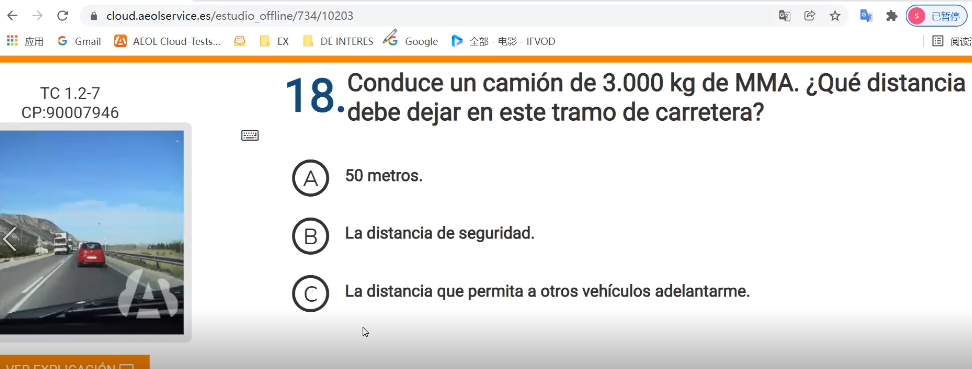 cloud.aeolservice.es/estudio_offline/734/10203
S 已暂停
应用 Gmail AEOL Cloud-Tests... EX DE INTERES Google 全部 - 电影 - IFVOD 阅读
TC 1.2-7
CP:90007946
18. Conduce un camión de 3.000 kg de MMA. ¿Qué distancia
debe dejar en este tramo de carretera?
A 50 metros.
B La distancia de seguridad.
C La distancia que permita a otros vehículos adelantarme.
AEOL
VER EXPLICACIÓN